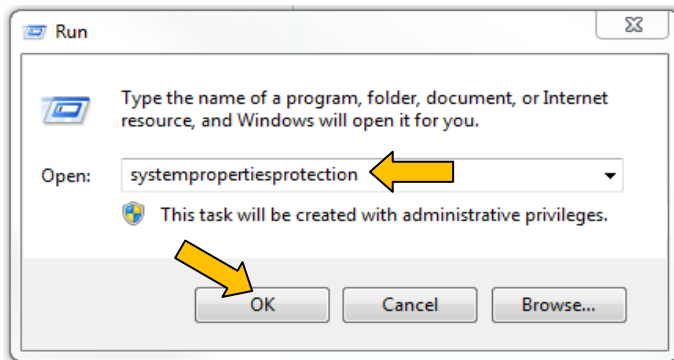 Run
Type the name of a program, folder, document, or Internet
resource, and Windows will open it for you.
Open: systempropertiesprotection
This task will be created with administrative privileges.
OK Cancel Browse...